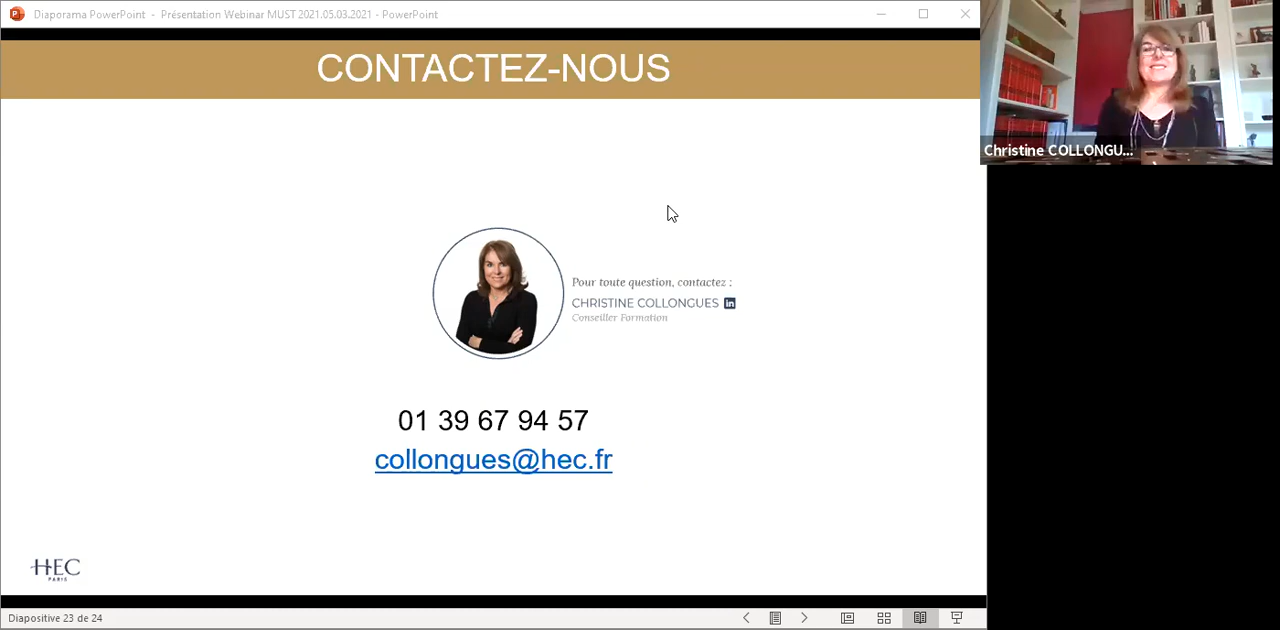 Diaporama PowerPoint - Présentation Webinar MUST 2021.05.03.2021 - PowerPoint
CONTACTEZ-NOUS
Christine COLLONGU...
Pour toute question, contactez :
CHRISTINE COLLONGUES in
Conseiller Formation
01 39 67 94 57
collongues@hec.fr
HEC
PARIS
Diapositive 23 de 24